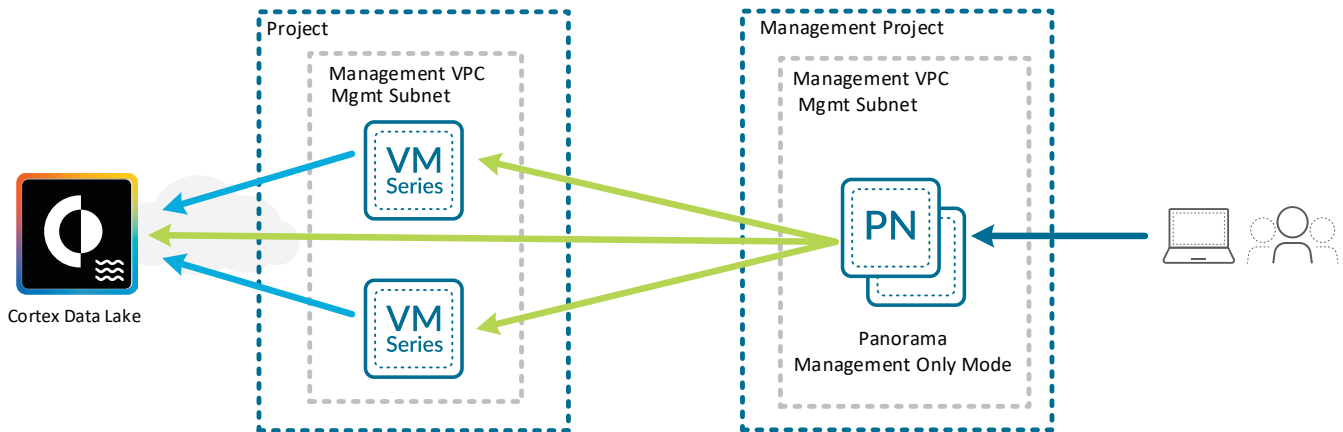 Project
Management VPC
Mgmt Subnet
VM
Series
VM
Series
Cortex Data Lake
Management Project
Management VPC
Mgmt Subnet
PN
Panorama
Management Only Mode